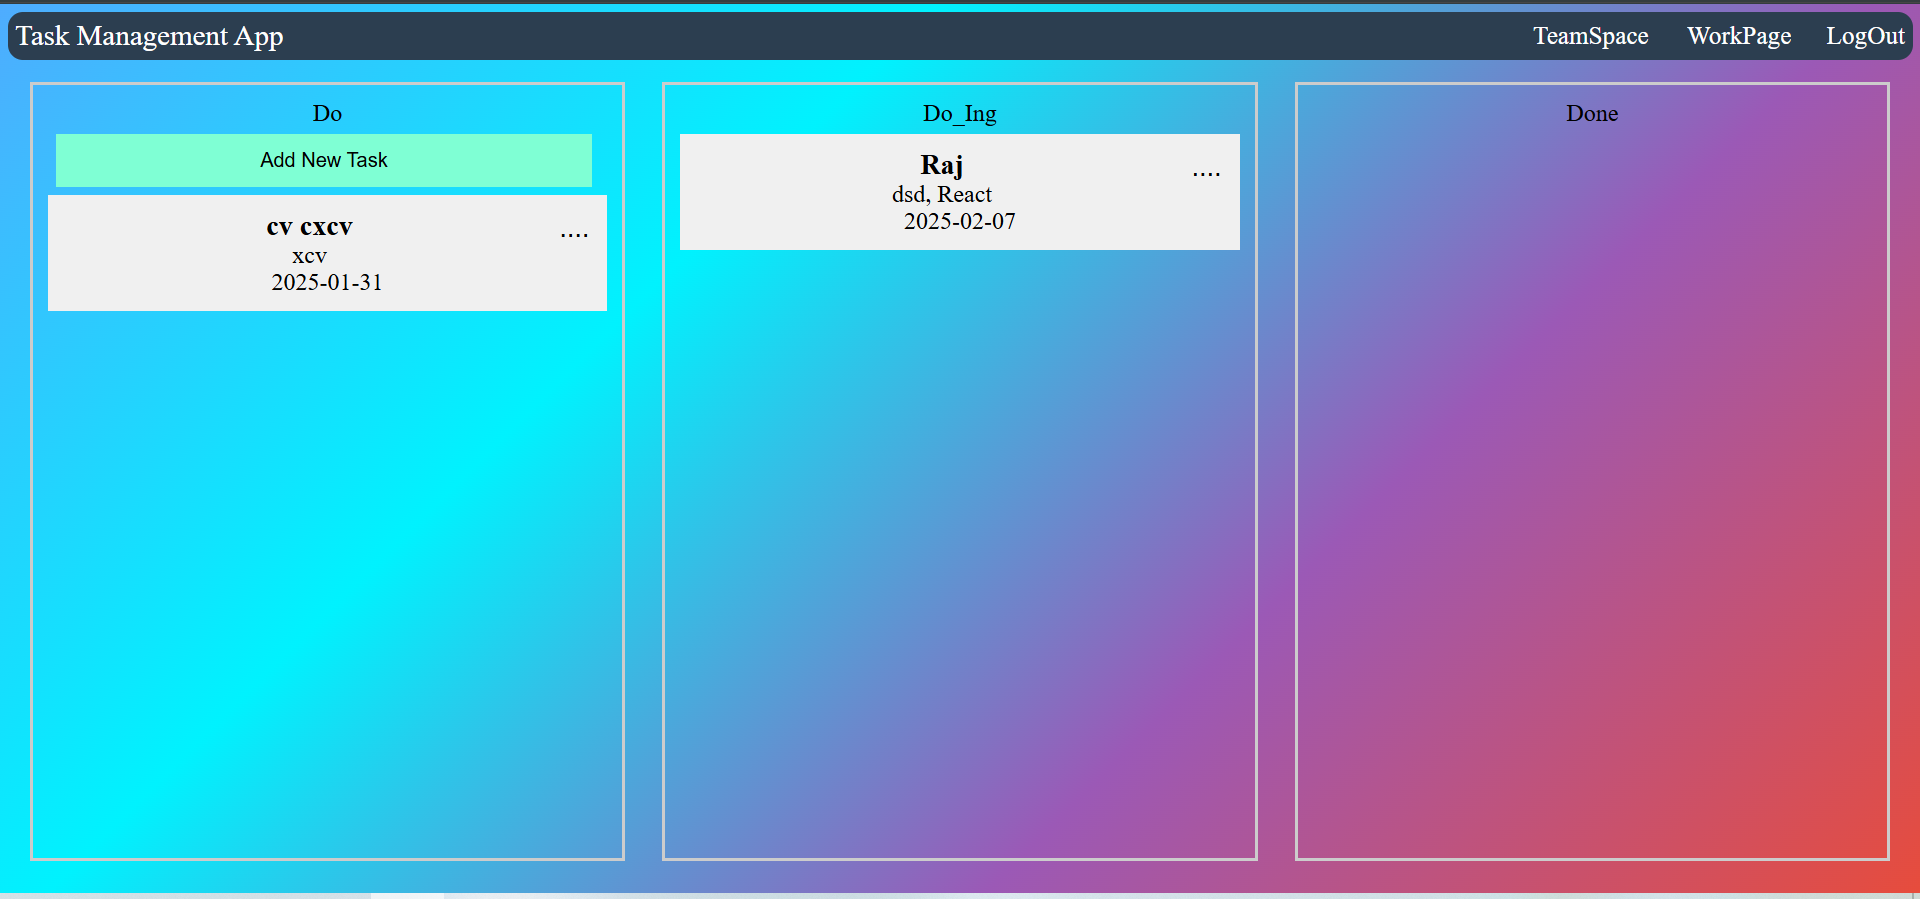 Task Management App
TeamSpace WorkPage LogOut
Do
Add New Task
cv cxcv
....
xcv
2025-01-31
Do_Ing
Raj
....
dsd, React
2025-02-07
Done